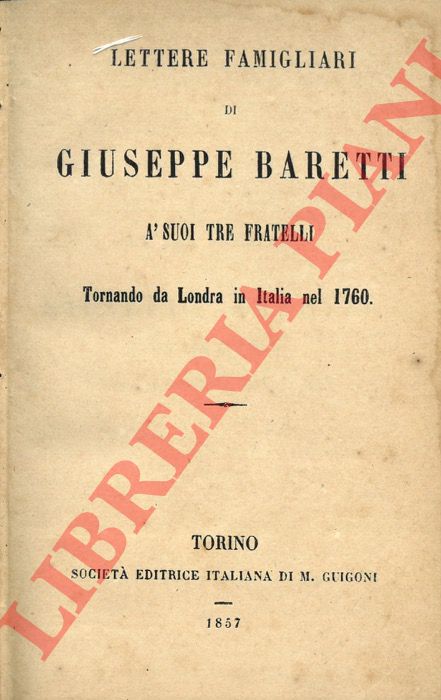 LETTERE FAMIGLIARI
DI
GIUSEPPE BARETTI
A' SUOI TRE FRATELLI
Tornando da Londra in Italia nel 1760.
TORINO
SOCIETÀ EDITRICE ITALIANA DI M. GUIGONI
1857
LIBRERIA PIANI